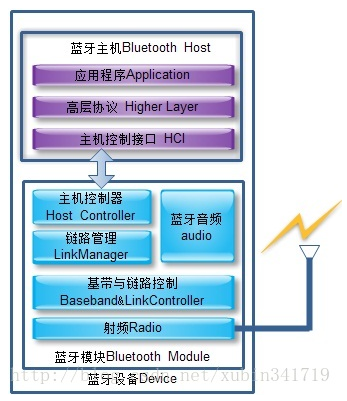 蓝牙主机Bluetooth Host
应用程序Application
高层协议 Higher Layer
主机控制接口 HCI
主机控制器
Host Controller
链路管理
LinkManager
蓝牙音频
audio
基带与链路控制
Baseband&LinkController
射频Radio
蓝牙模块Bluetooth Module
蓝牙设备Device